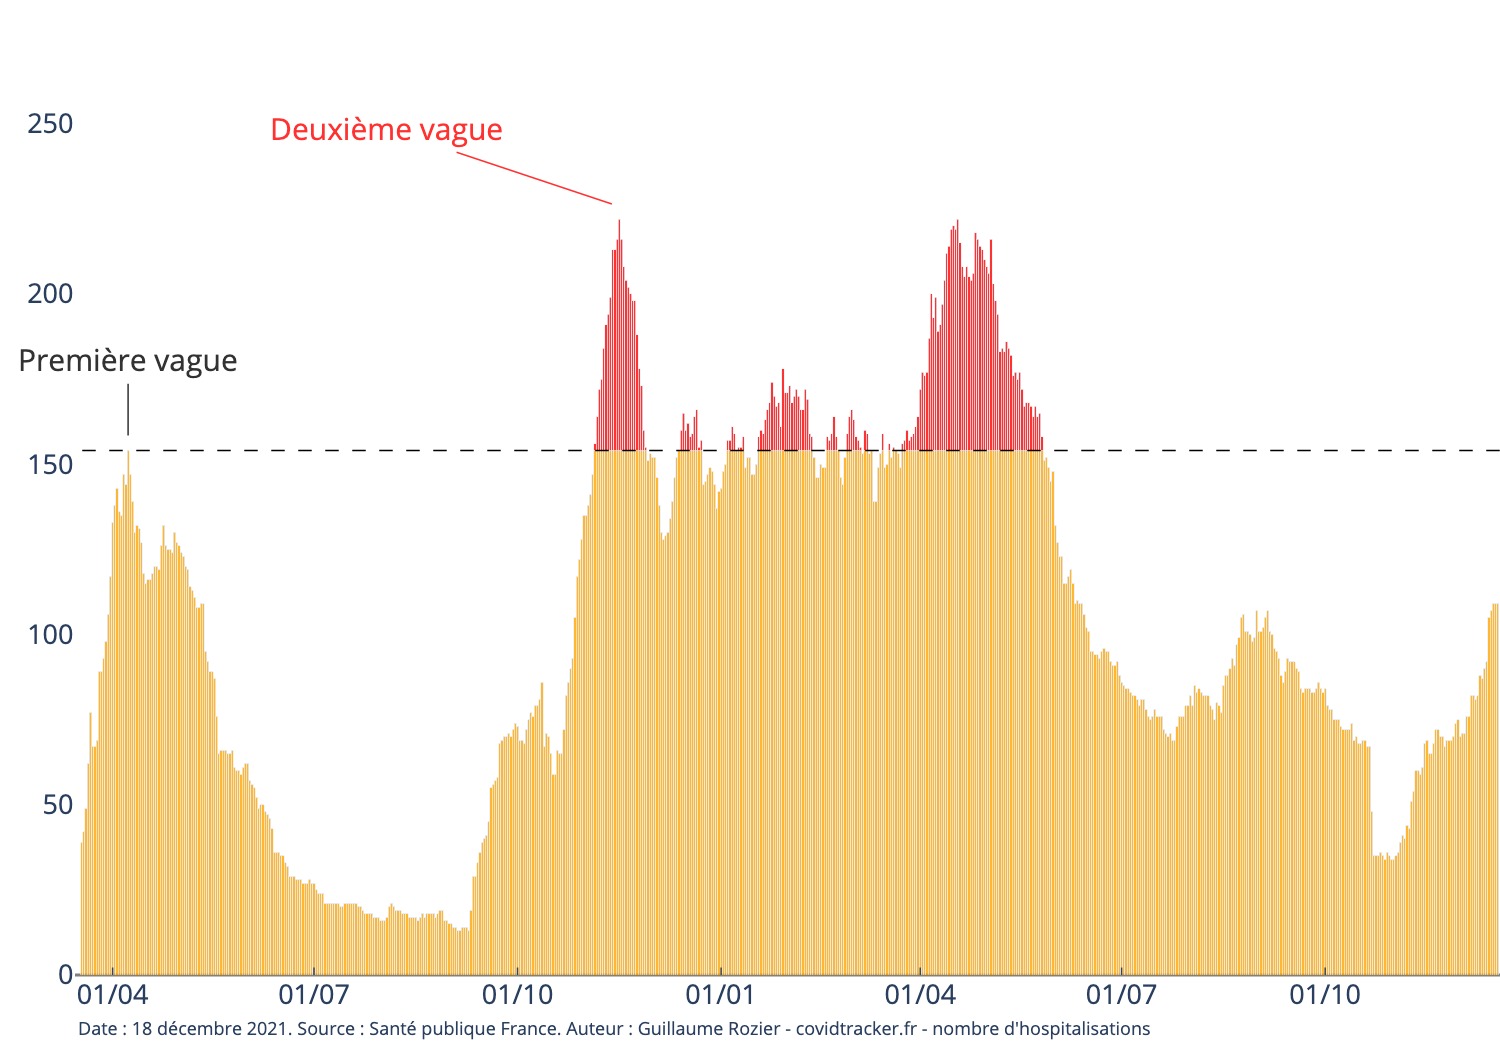 250
Deuxième vague
200
Première vague
150
100
50
0
01/04 01/07 01/10 01/01 01/04 01/07 01/10
Date : 18 décembre 2021. Source : Santé publique France. Auteur : Guillaume Rozier - covidtracker.fr - nombre d'hospitalisations